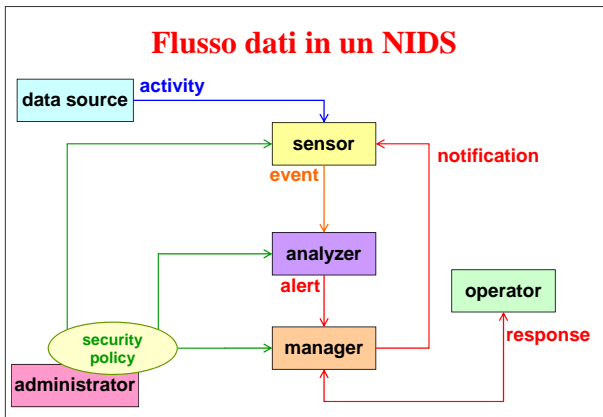 Flusso dati in un NIDS
data source
activity
sensor
event
notification
analyzer
alert
operator
security
policy
manager
response
administrator